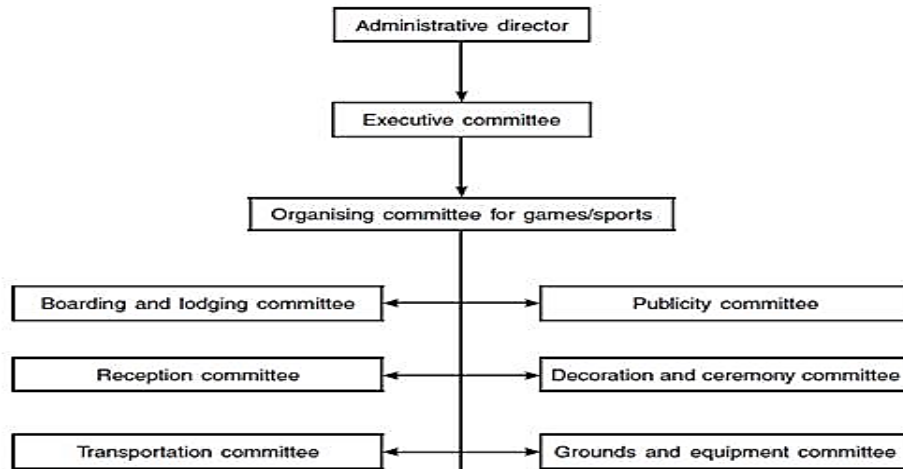 Administrative director
Executive committee
Organising committee for games/sports
Boarding and lodging committee
Publicity committee
Reception committee
Decoration and ceremony committee
Transportation committee
Grounds and equipment committee